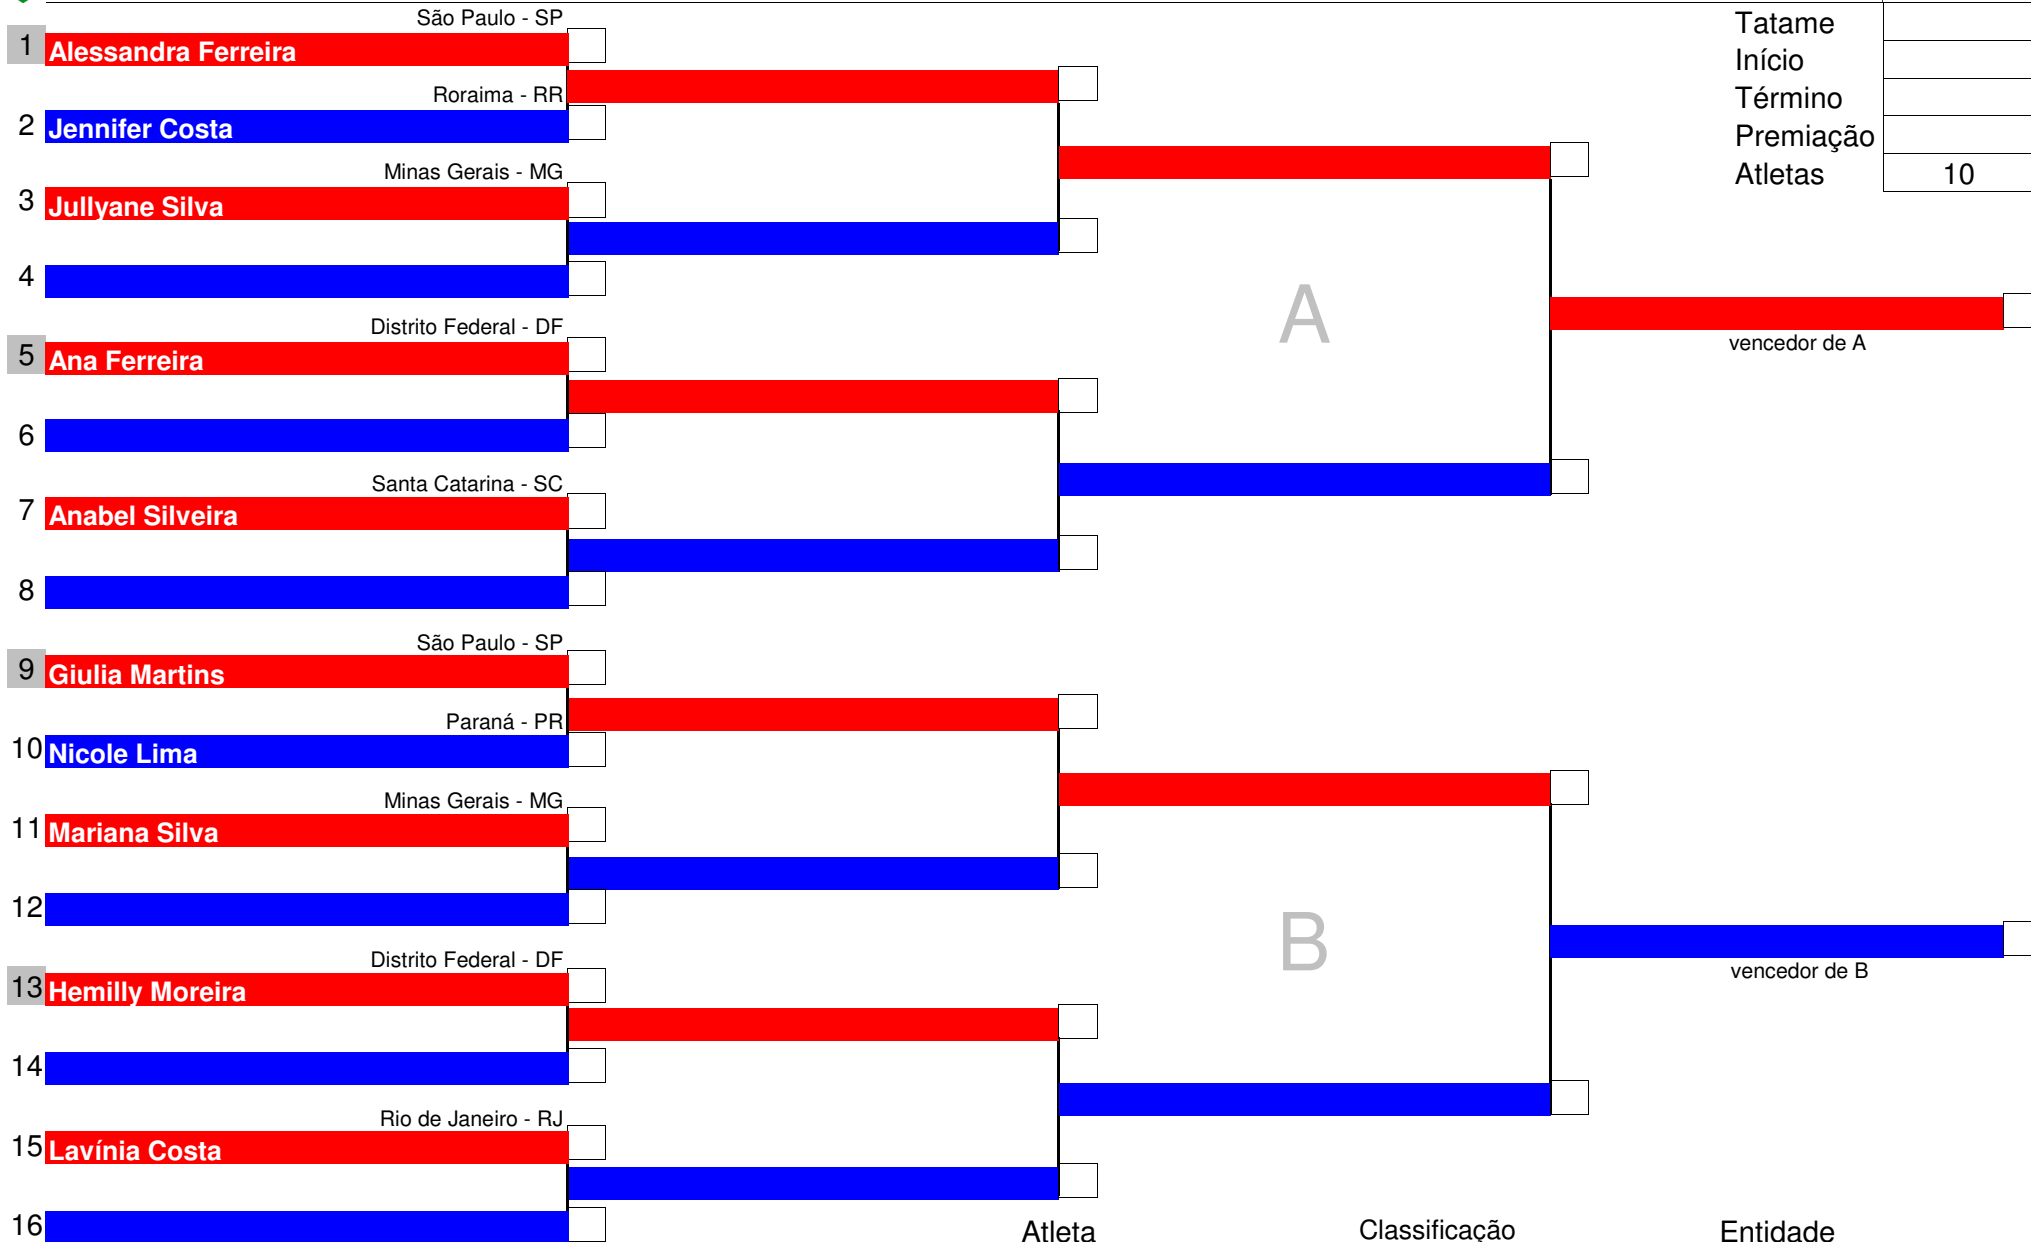 São Paulo - SP
1 Alessandra Ferreira
Roraima - RR
2 Jennifer Costa
Minas Gerais - MG
3 Jullyane Silva
4
Distrito Federal - DF
5 Ana Ferreira
6
Santa Catarina - SC
7 Anabel Silveira
8
São Paulo - SP
9 Giulia Martins
Paraná - PR
10 Nicole Lima
Minas Gerais - MG
11 Mariana Silva
12
Distrito Federal - DF
13 Hemilly Moreira
14
Rio de Janeiro - RJ
15 Lavínia Costa
16
A
B
Tatame
Início
Término
Premiação
Atletas 10
vencedor de A
vencedor de B
Atleta Classificação Entidade